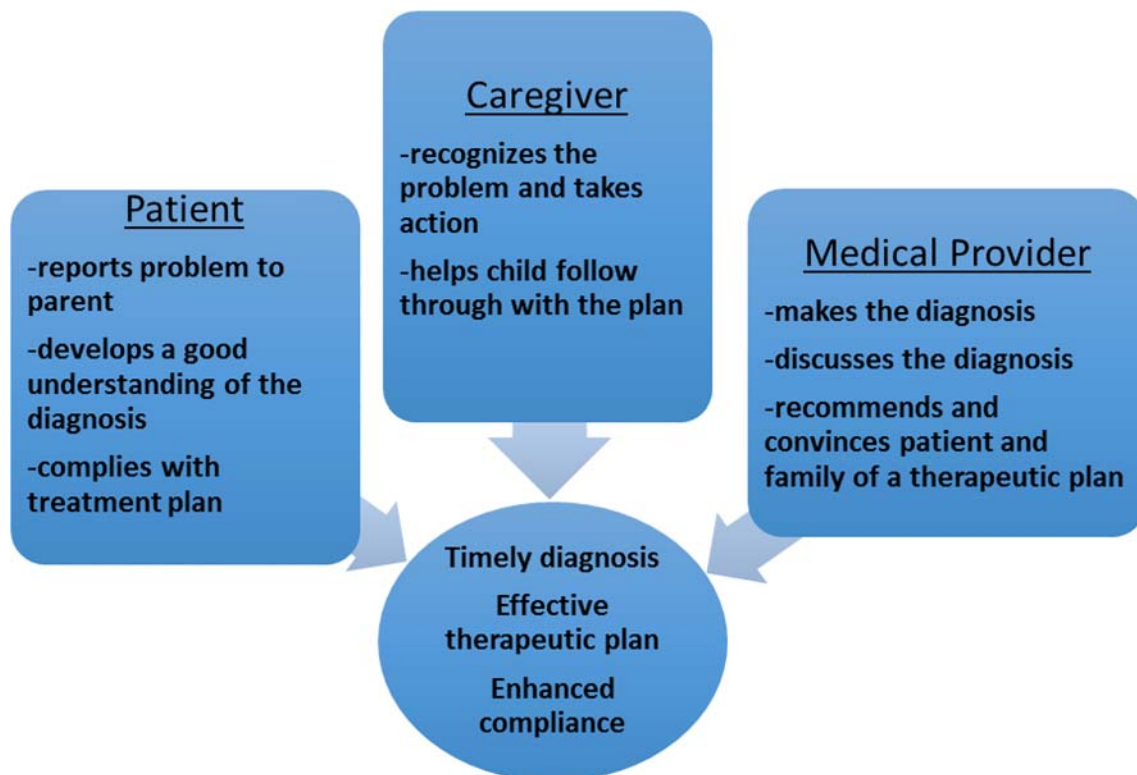 Patient
-reports problem to
parent
-develops a good
understanding of the
diagnosis
-complies with
treatment plan
Caregiver
-recognizes the
problem and takes
action
-helps child follow
through with the plan
Medical Provider
-makes the diagnosis
-discusses the diagnosis
-recommends and
convinces patient and
family of a therapeutic plan
Timely diagnosis
Effective
therapeutic plan
Enhanced
compliance